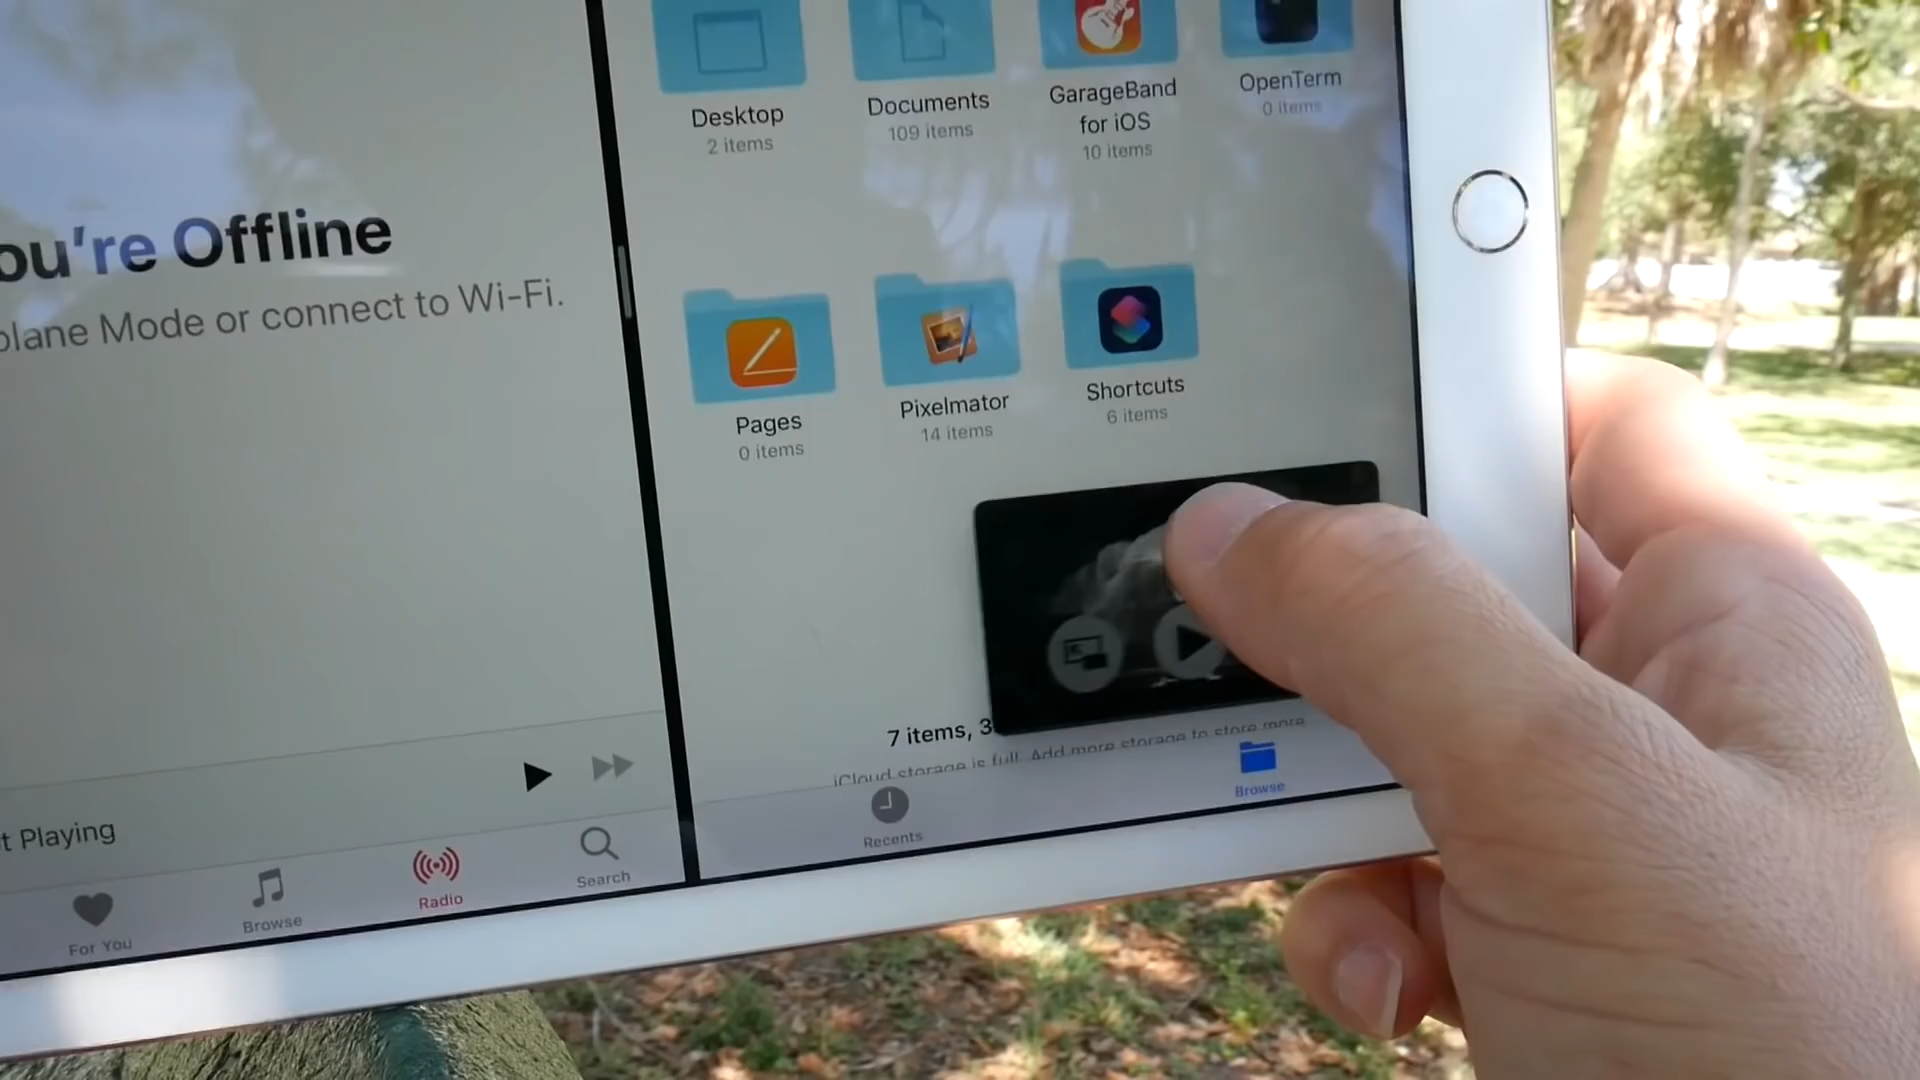 ou're Offline
plane Mode or connect to Wi-Fi.
t Playing
For You
Browse
Radio
Search
Desktop
2 items
Documents
109 items
GarageBand
for iOS
10 items
OpenTerm
0 items
Pages
0 items
Pixelmator
14 items
Shortcuts
6 items
7 items, 3
iCloud storage is full. Add more storage to store more
Recents
Browse